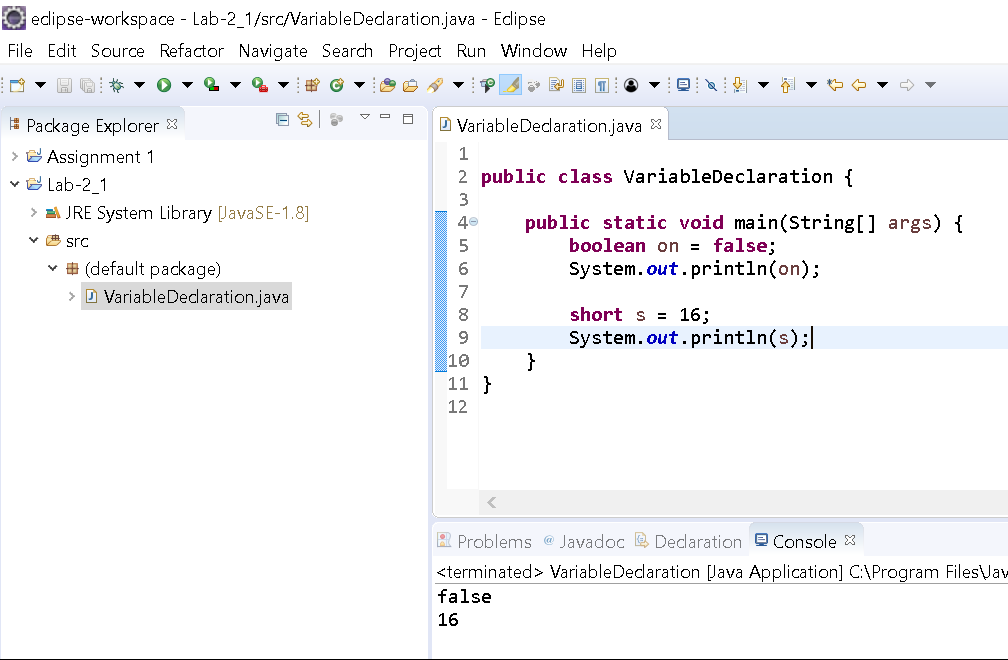 eclipse-workspace - Lab-2_1/src/VariableDeclaration.java - Eclipse
File Edit Source Refactor Navigate Search Project Run Window Help
Package Explorer
Assignment 1
Lab-2_1
JRE System Library [JavaSE-1.8]
src
(default package)
VariableDeclaration.java
VariableDeclaration.java
1
2 public class VariableDeclaration {
3
4 public static void main(String[] args) {
5 boolean on = false;
6 System.out.println(on);
7
8 short s = 16;
9 System.out.println(s);
10 }
11 }
12
Problems @ Javadoc Declaration Console
<terminated> VariableDeclaration [Java Application] C:\Program Files\Jav
false
16